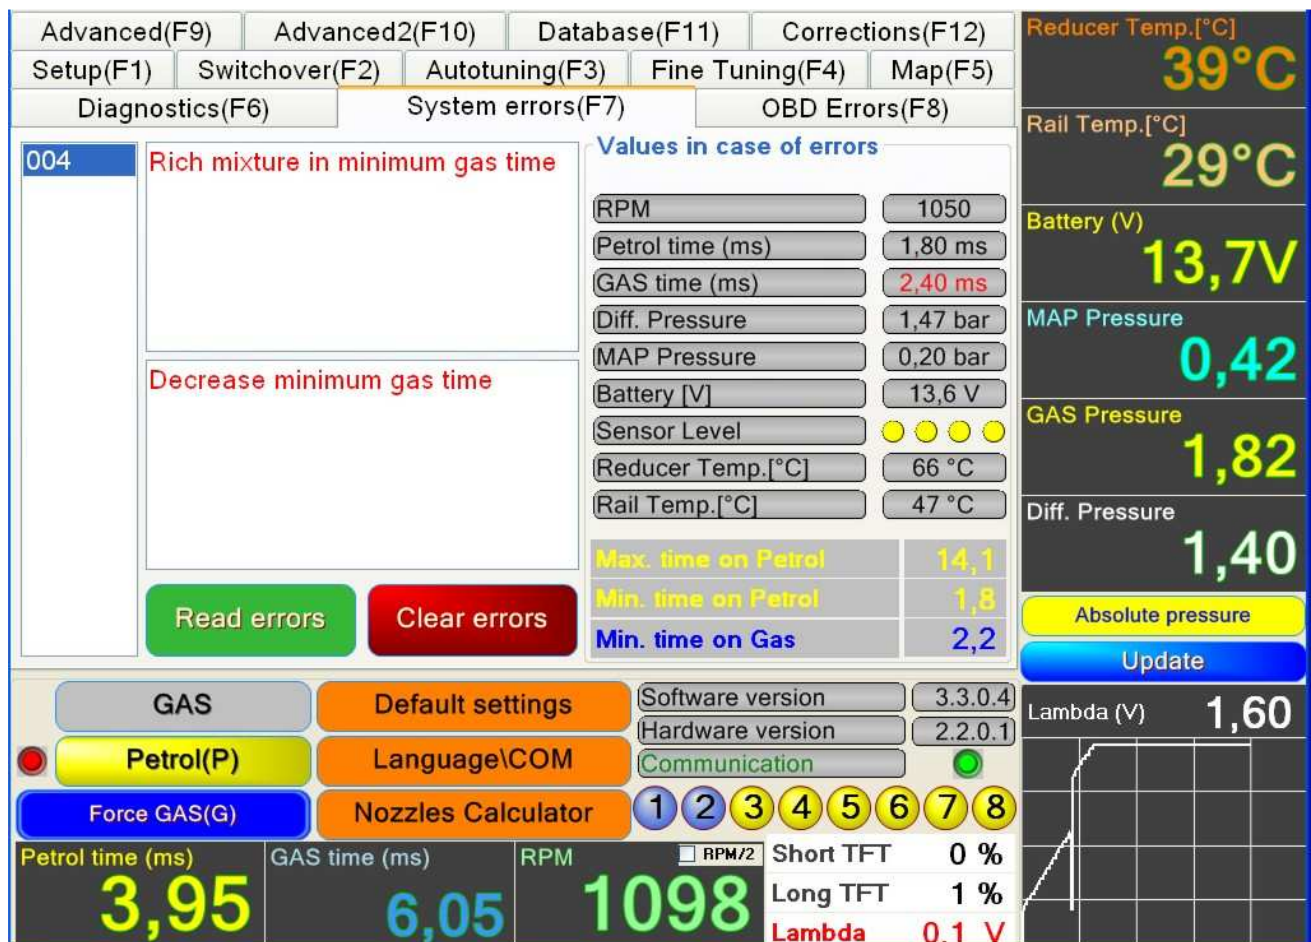 Advanced(F9) Advanced2(F10) Database(F11) Corrections(F12)
Setup(F1) Switchover(F2) Autotuning(F3) Fine Tuning(F4) Map(F5)
Diagnostics(F6) System errors(F7) OBD Errors(F8)
004
Rich mixture in minimum gas time
Decrease minimum gas time
Read errors Clear errors
Values in case of errors
RPM 1050
Petrol time (ms) 1,80 ms
GAS time (ms) 2,40 ms
Diff. Pressure 1,47 bar
MAP Pressure 0,20 bar
Battery [V] 13,6 V
Sensor Level
Reducer Temp.[°C] 66 °C
Rail Temp.[°C] 47 °C
Max. time on Petrol 14,1
Min. time on Petrol 1,8
Min. time on Gas 2,2
Reducer Temp.[°C]
39°C
Rail Temp.[°C]
29°C
Battery (V)
13,7V
MAP Pressure
0,42
GAS Pressure
1,82
Diff. Pressure
1,40
Absolute pressure
Update
Lambda (V) 1,60
GAS Default settings
Petrol(P) Language\COM
Force GAS(G) Nozzles Calculator
Software version 3.3.0.4
Hardware version 2.2.0.1
Communication
1 2 3 4 5 6 7 8
Petrol time (ms)
3,95
GAS time (ms)
6,05
RPM RPM/2
1098
Short TFT 0 %
Long TFT 1 %
Lambda 0.1 V